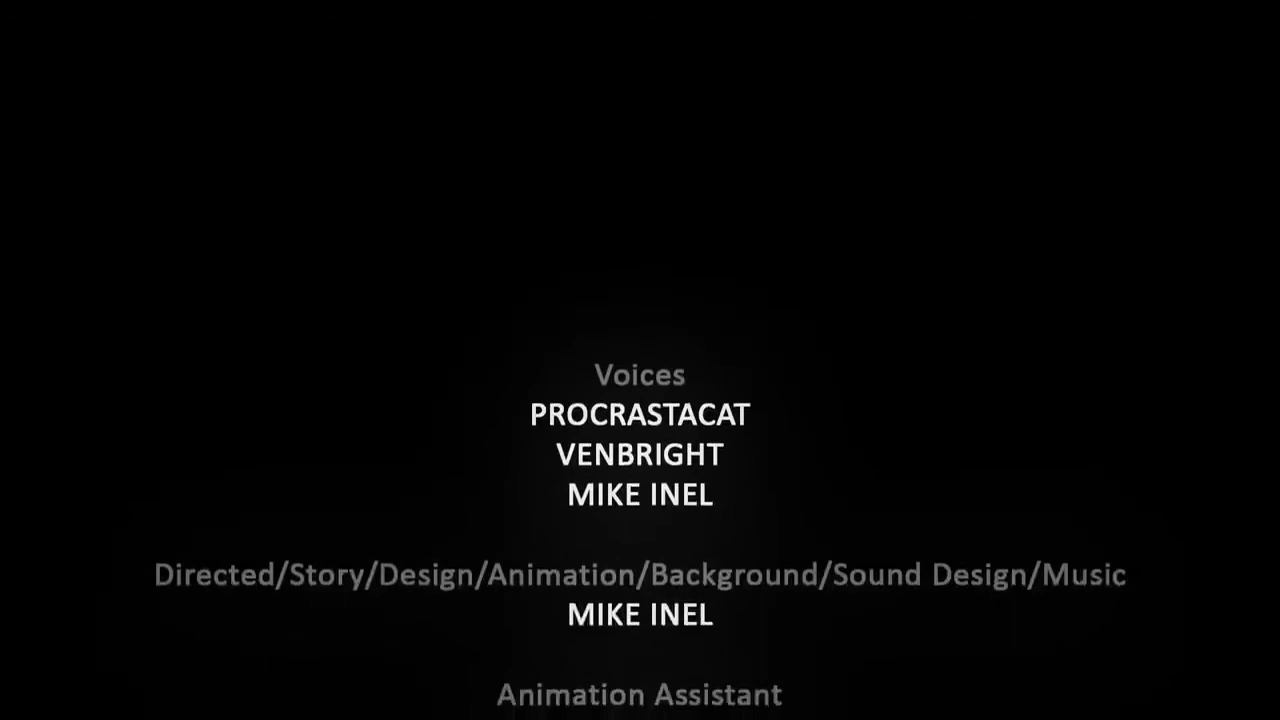 Voices
PROCRASTACAT
VENBRIGHT
MIKE INEL
Directed/Story/Design/Animation/Background/Sound Design/Music
MIKE INEL
Animation Assistant